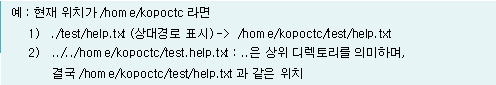 예 : 현재 위치가 /home/kopoctc 라면
1) ./test/help.txt (상대경로 표시) -> /home/kopoctc/test/help.txt
2) ../../home/kopoctc/test.help.txt : ..은 상위 디렉토리를 의미하며,
결국 /home/kopoctc/test/help.txt 과 같은 위치